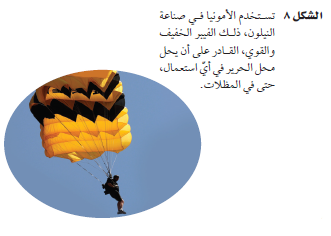 الشكل ٨ تستخدم الأمونيا في صناعة
النيلون، ذلك الفيبر الخفيف
والقوي، القادر على أن يحل
محل الحرير في أيّ استعمال،
حتى في المظلات.